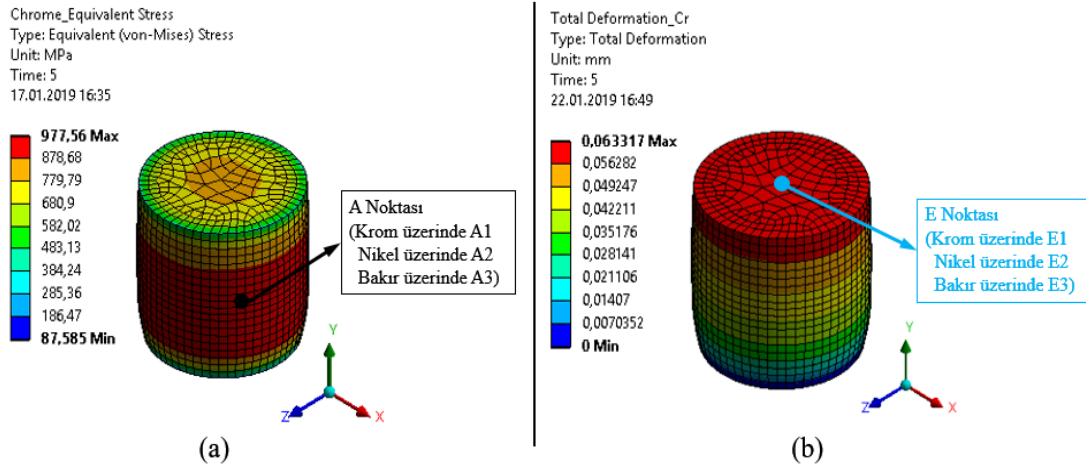 Chrome_Equivalent Stress
Type: Equivalent (von-Mises) Stress
Unit: MPa
Time: 5
17.01.2019 16:35
977,56 Max
878,68
779,79
680,9
582,02
483,13
384,24
285,36
186,47
87,585 Min
A Noktası
(Krom üzerinde A1
Nikel üzerinde A2
Bakır üzerinde A3)
Y
Z
X
(a)
Total Deformation_Cr
Type: Total Deformation
Unit: mm
Time: 5
22.01.2019 16:49
0,063317 Max
0,056282
0,049247
0,042211
0,035176
0,028141
0,021106
0,01407
0,0070352
0 Min
E Noktası
(Krom üzerinde E1
Nikel üzerinde E2
Bakır üzerinde E3)
Y
Z
X
(b)